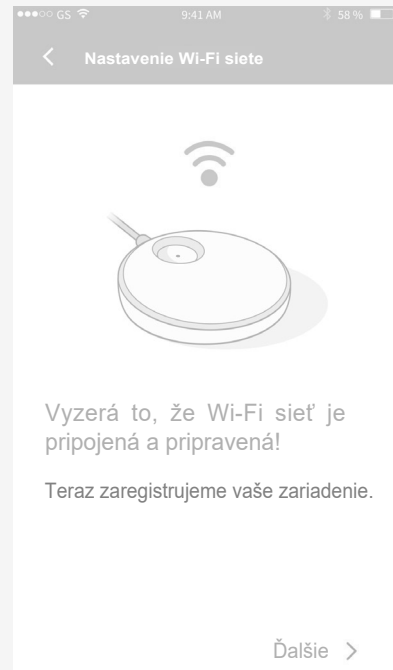 GS 9:41 AM 58 %
Nastavenie Wi-Fi siete
Vyzerá to, že Wi-Fi sieť je
pripojená a pripravená!
Teraz zaregistrujeme vaše zariadenie.
Ďalšie